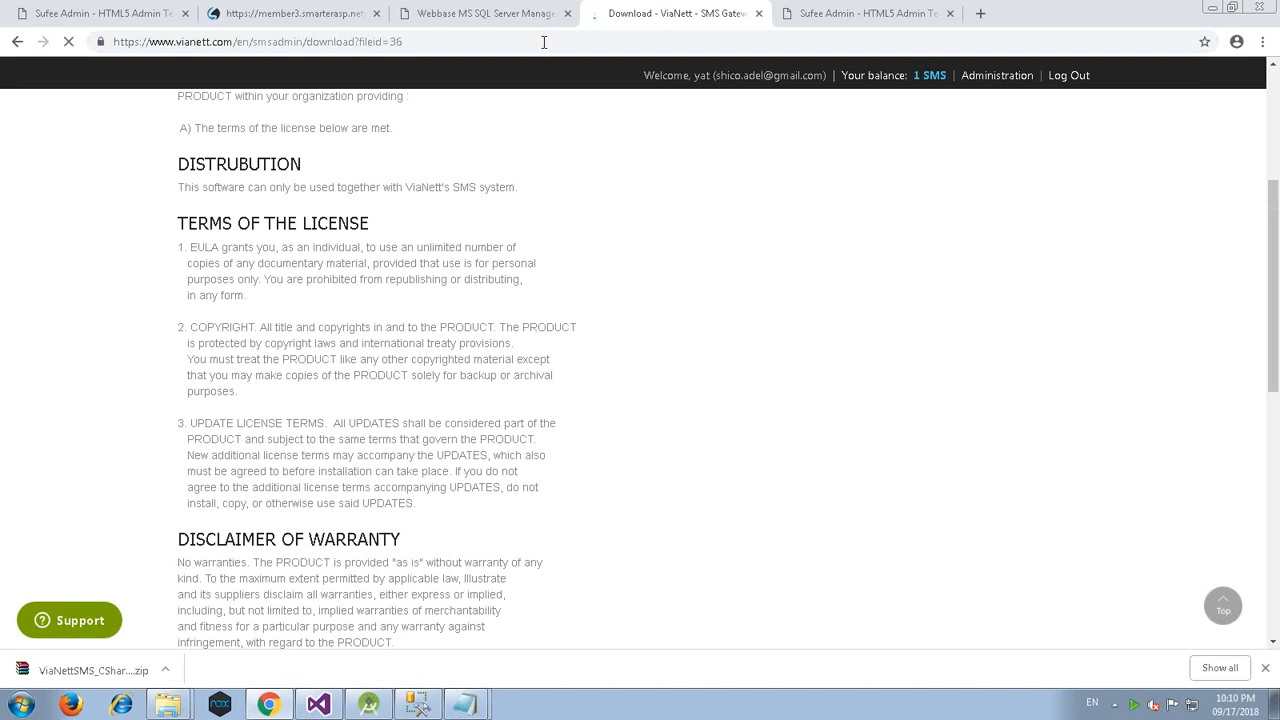 Sufee Admin - HTML5 Admin Te
https://member3.smarterasp.net
Webbase MS SQL Server Manage
Download - ViaNett - SMS Gatew
Sufee Admin - HTML5 Admin Te
https://www.vianett.com/en/smsadmin/download?fileid=36
Welcome, yat (shico.adel@gmail.com) | Your balance: 1 SMS | Administration | Log Out
PRODUCT within your organization providing :
A) The terms of the license below are met.
DISTRUBUTION
This software can only be used together with ViaNett's SMS system.
TERMS OF THE LICENSE
1. EULA grants you, as an individual, to use an unlimited number of
copies of any documentary material, provided that use is for personal
purposes only. You are prohibited from republishing or distributing,
in any form.
2. COPYRIGHT. All title and copyrights in and to the PRODUCT. The PRODUCT
is protected by copyright laws and international treaty provisions.
You must treat the PRODUCT like any other copyrighted material except
that you may make copies of the PRODUCT solely for backup or archival
purposes.
3. UPDATE LICENSE TERMS. All UPDATES shall be considered part of the
PRODUCT and subject to the same terms that govern the PRODUCT.
New additional license terms may accompany the UPDATES, which also
must be agreed to before installation can take place. If you do not
agree to the additional license terms accompanying UPDATES, do not
install, copy, or otherwise use said UPDATES.
DISCLAIMER OF WARRANTY
No warranties. The PRODUCT is provided "as is" without warranty of any
kind. To the maximum extent permitted by applicable law, Illustrate
and its suppliers disclaim all warranties, either express or implied,
including, but not limited to, implied warranties of merchantability
and fitness for a particular purpose and any warranty against
infringement, with regard to the PRODUCT.
Top
Support
ViaNettSMS_CShar....zip
Show all
nox
EN
10:10 PM
09/17/2018